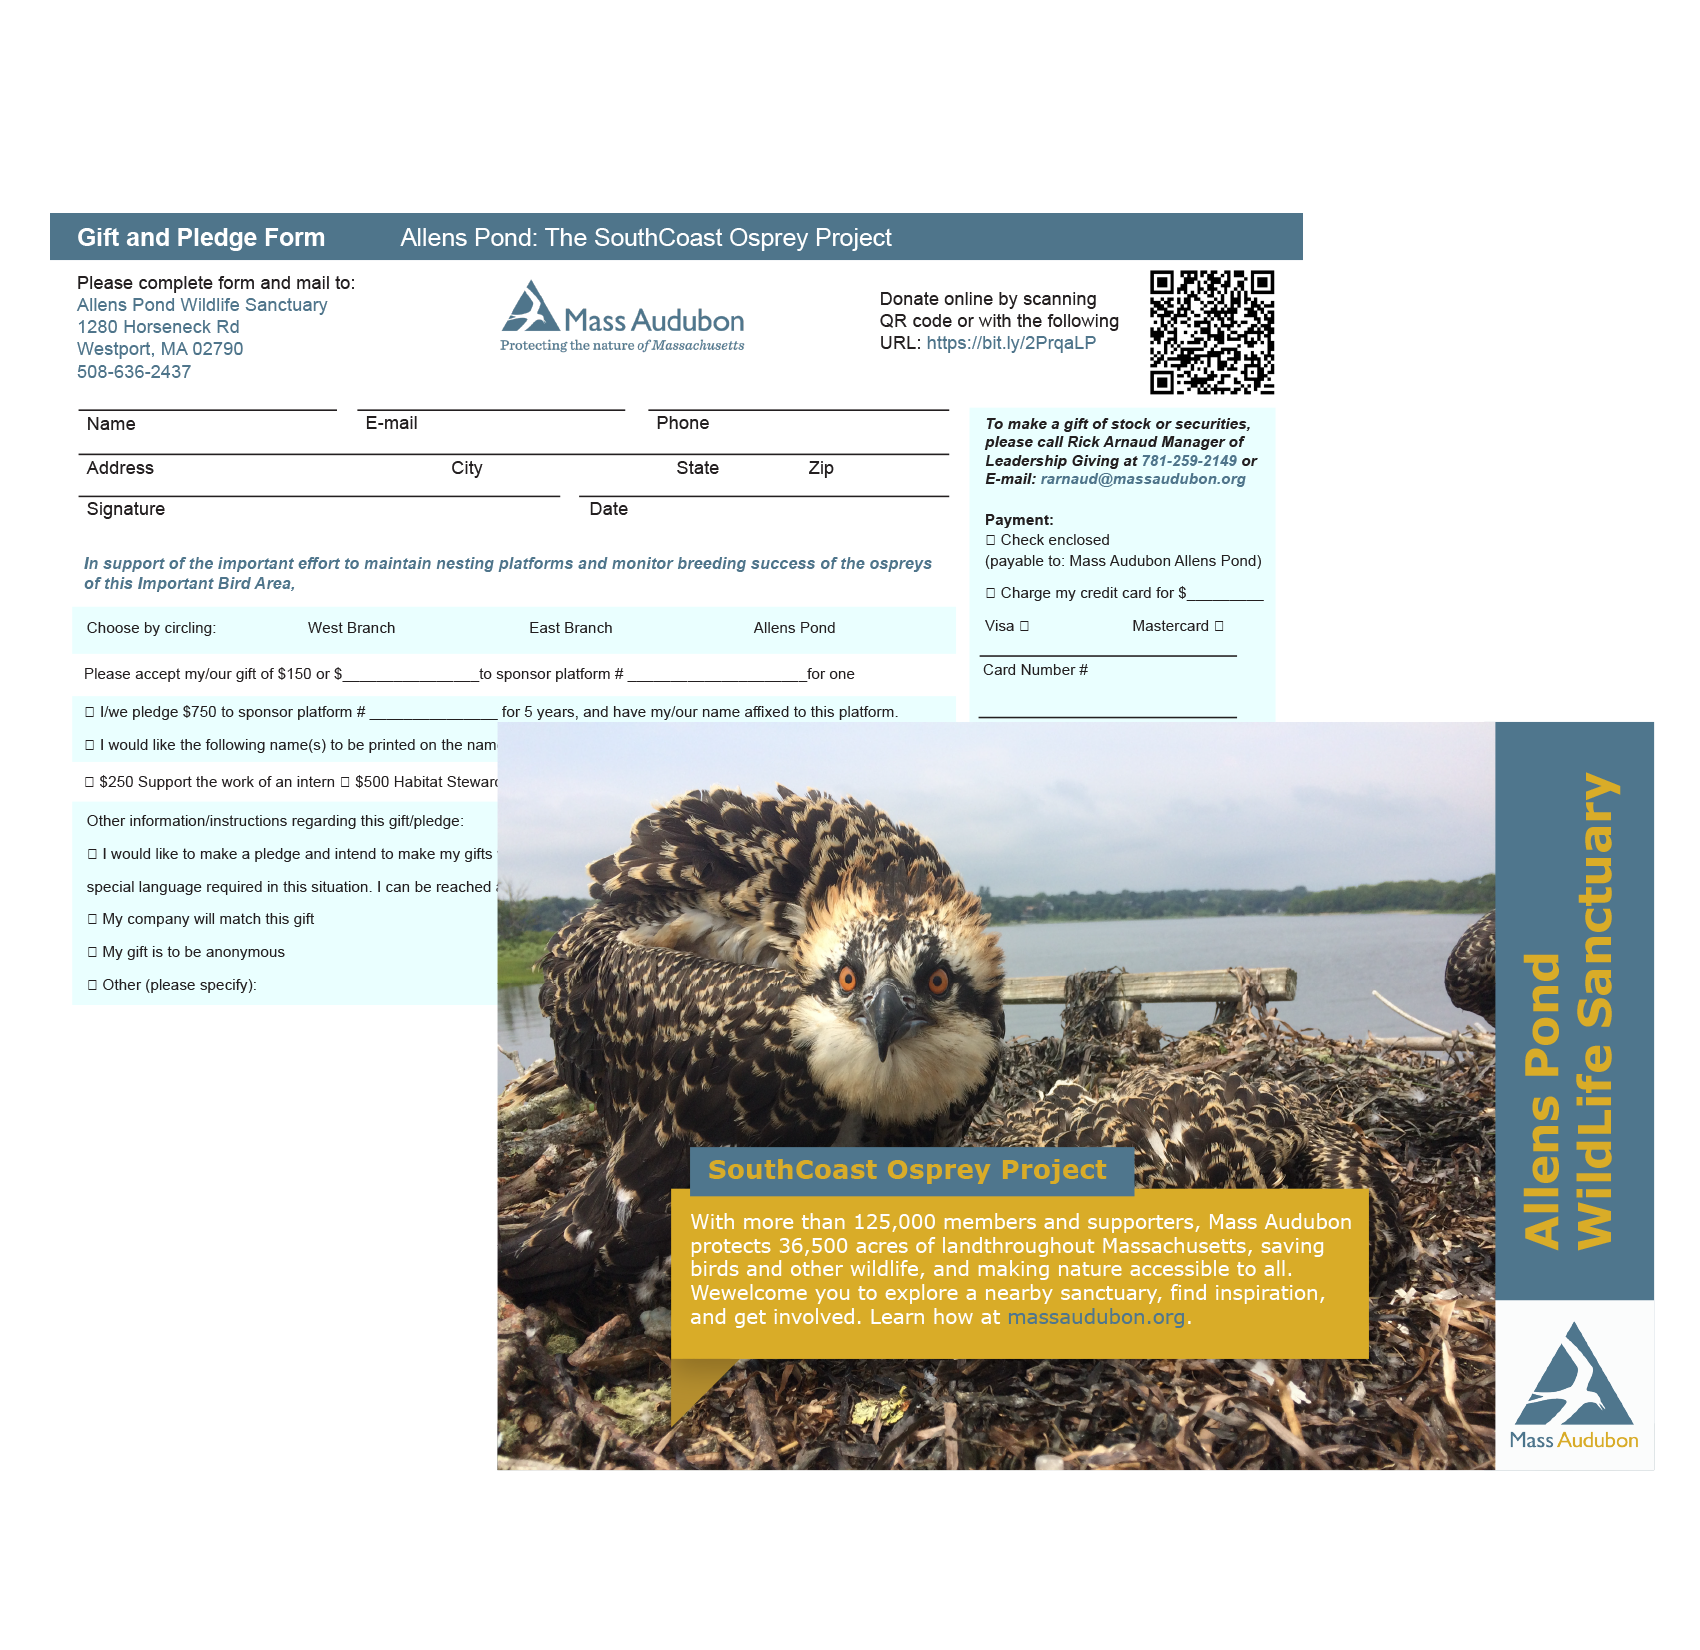 Gift and Pledge Form Allens Pond: The SouthCoast Osprey Project
Please complete form and mail to:
Allens Pond Wildlife Sanctuary
1280 Horseneck Rd
Westport, MA 02790
508-636-2437
Mass Audubon
Protecting the nature of Massachusetts
Donate online by scanning
QR code or with the following
URL: https://bit.ly/2PrqaLP
Name E-mail Phone
Address City State Zip
Signature Date
To make a gift of stock or securities,
please call Rick Arnaud Manager of
Leadership Giving at 781-259-2149 or
E-mail: rarnaud@massaudubon.org
Payment:
Check enclosed
(payable to: Mass Audubon Allens Pond)
Charge my credit card for $_________
Visa Mastercard
Card Number #
In support of the important effort to maintain nesting platforms and monitor breeding success of the ospreys
of this Important Bird Area,
Choose by circling: West Branch East Branch Allens Pond
Please accept my/our gift of $150 or $________________to sponsor platform # _____________________for one
I/we pledge $750 to sponsor platform # _______________ for 5 years, and have my/our name affixed to this platform.
I would like the following name(s) to be printed on the nam
$250 Support the work of an intern $500 Habitat Steward
Other information/instructions regarding this gift/pledge:
I would like to make a pledge and intend to make my gifts
special language required in this situation. I can be reached
My company will match this gift
My gift is to be anonymous
Other (please specify):
SouthCoast Osprey Project
With more than 125,000 members and supporters, Mass Audubon
protects 36,500 acres of landthroughout Massachusetts, saving
birds and other wildlife, and making nature accessible to all.
Wewelcome you to explore a nearby sanctuary, find inspiration,
and get involved. Learn how at massaudubon.org.
Allens Pond
WildLife Sanctuary
Mass Audubon